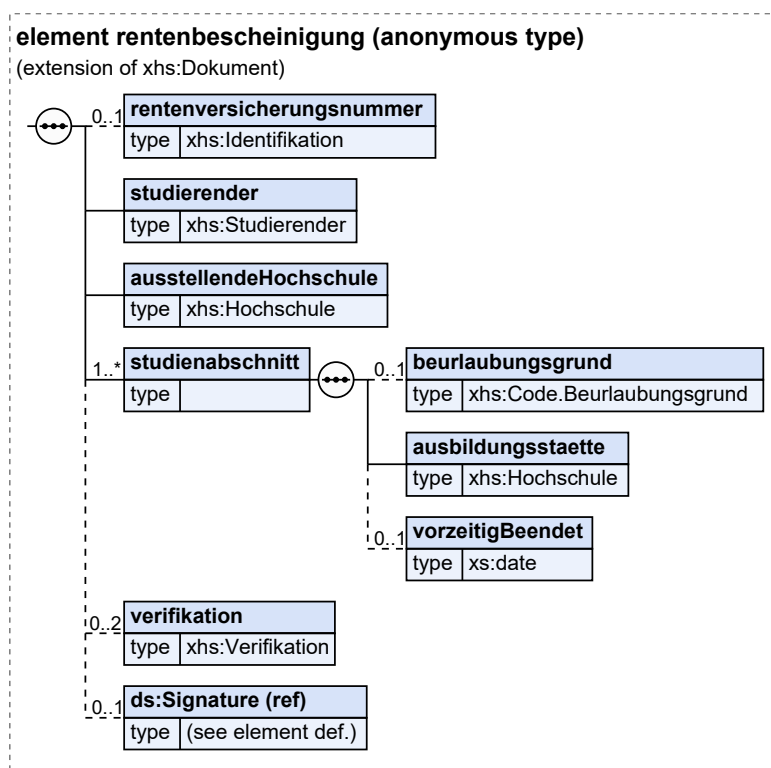 element rentenbescheinigung (anonymous type)
(extension of xhs:Dokument)
0..1 rentenversicherungsnummer
type xhs:Identifikation
studierender
type xhs:Studierender
ausstellendeHochschule
type xhs:Hochschule
1..* studienabschnitt
type
0..1 beurlaubungsgrund
type xhs:Code.Beurlaubungsgrund
ausbildungsstaette
type xhs:Hochschule
0..1 vorzeitigBeendet
type xs:date
0..2 verifikation
type xhs:Verifikation
0..1 ds:Signature (ref)
type (see element def.)